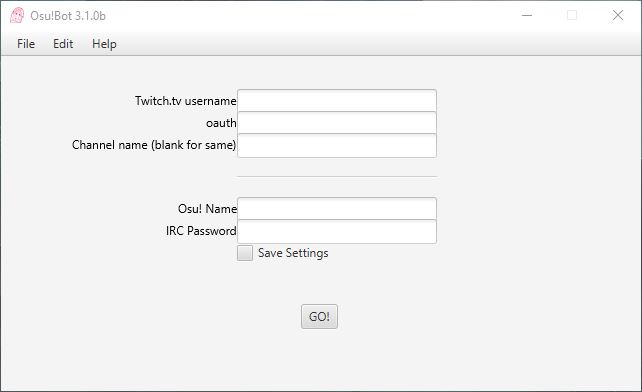 Osu!Bot 3.1.0b
File Edit Help
Twitch.tv username
oauth
Channel name (blank for same)
Osu! Name
IRC Password
Save Settings
GO!